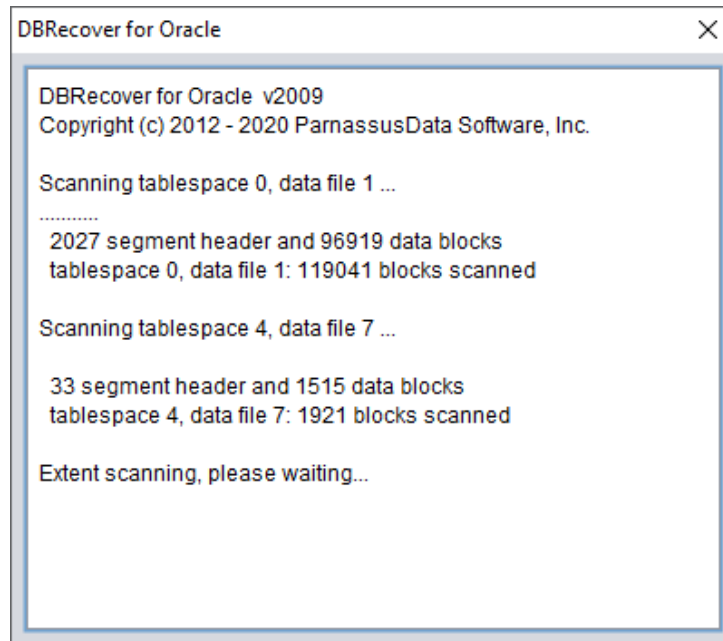 DBRecover for Oracle
DBRecover for Oracle  v2009
Copyright (c) 2012 - 2020 ParnassusData Software, Inc.
Scanning tablespace 0, data file 1 ...
...........
2027 segment header and 96919 data blocks
tablespace 0, data file 1: 119041 blocks scanned
Scanning tablespace 4, data file 7 ...
33 segment header and 1515 data blocks
tablespace 4, data file 7: 1921 blocks scanned
Extent scanning, please waiting...